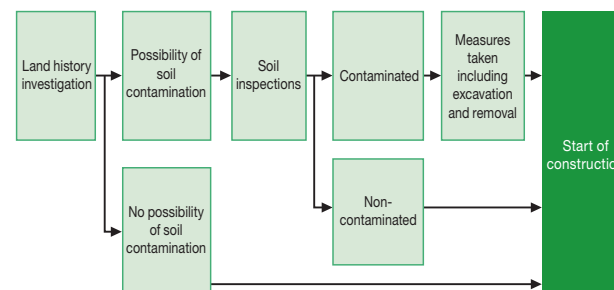 Land history
investigation
Possibility of
soil
contamination
Soil
inspections
Contaminated
Measures
taken
including
excavation
and removal
Start of
constructio
Non-
contaminated
No possibility
of soil
contamination